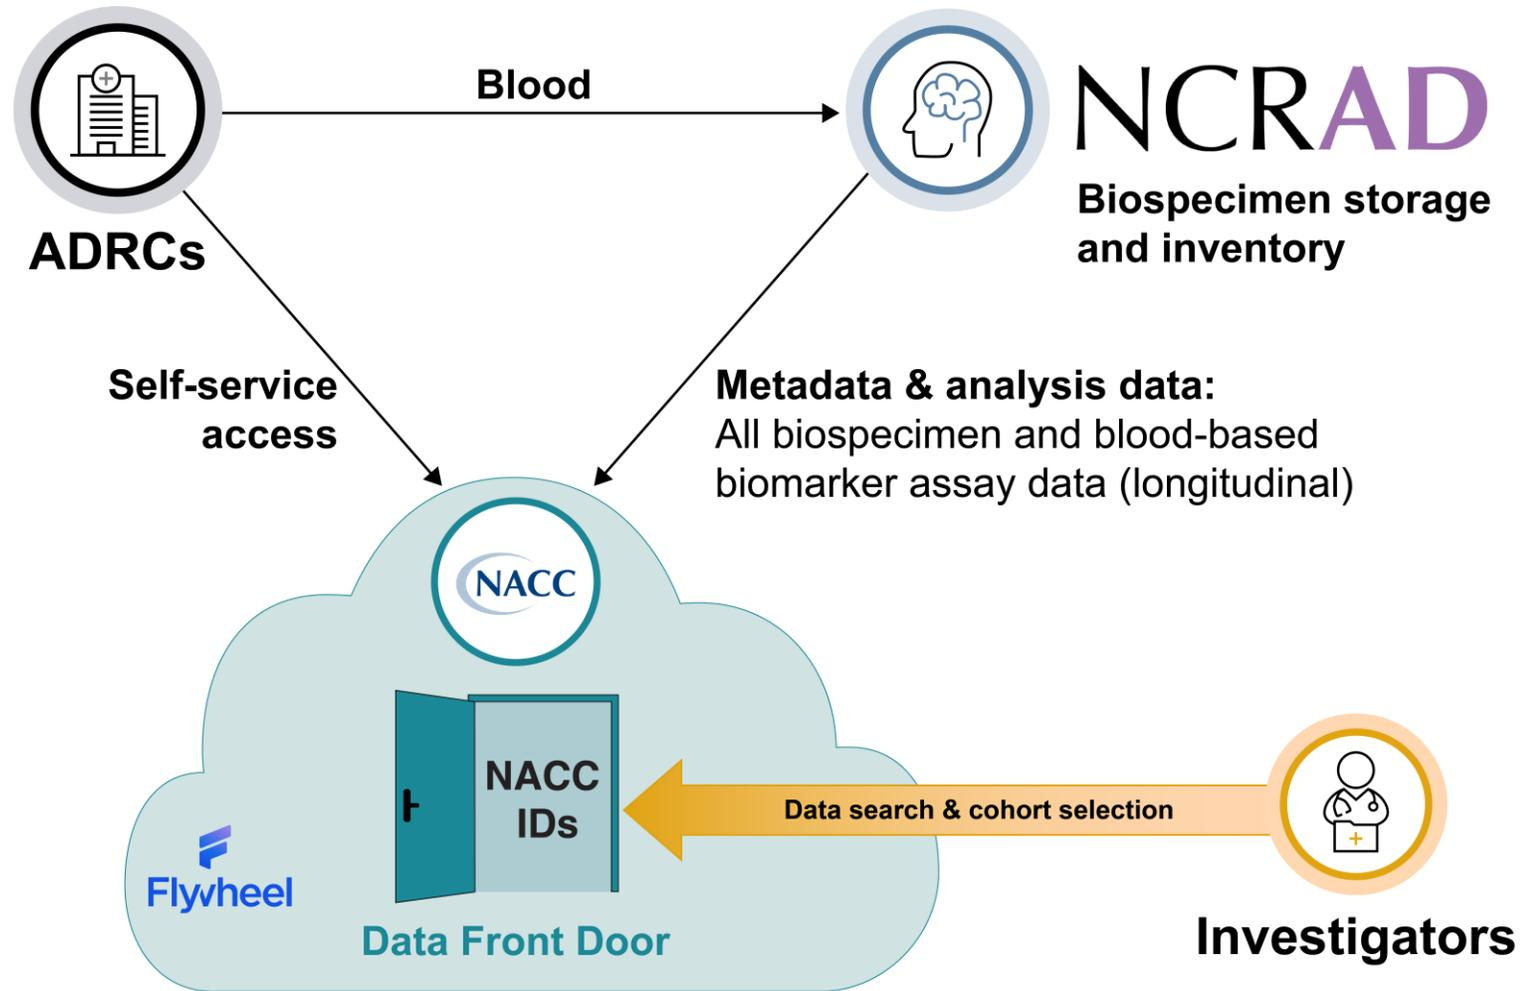 Blood
NCRAD
Biospecimen storage
and inventory
ADRCs
Self-service
access
Metadata & analysis data:
All biospecimen and blood-based
biomarker assay data (longitudinal)
NACC
NACC
IDs
Data search & cohort selection
Flywheel
Data Front Door
Investigators